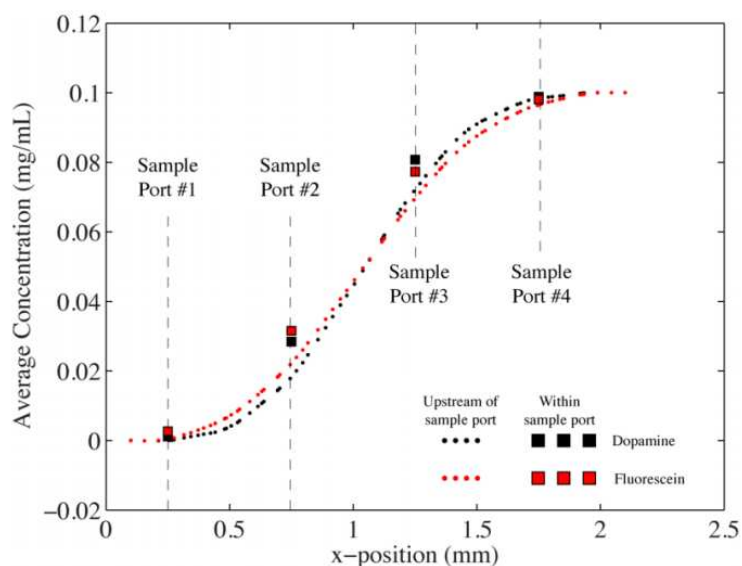 0.12
0.1
0.08
0.06
0.04
0.02
0
−0.02
Average Concentration (mg/mL)
Sample
Port #1
Sample
Port #2
Sample
Port #3
Sample
Port #4
Upstream of
sample port
Within
sample port
Dopamine
Fluorescein
0
0.5
1
1.5
2
2.5
x−position (mm)